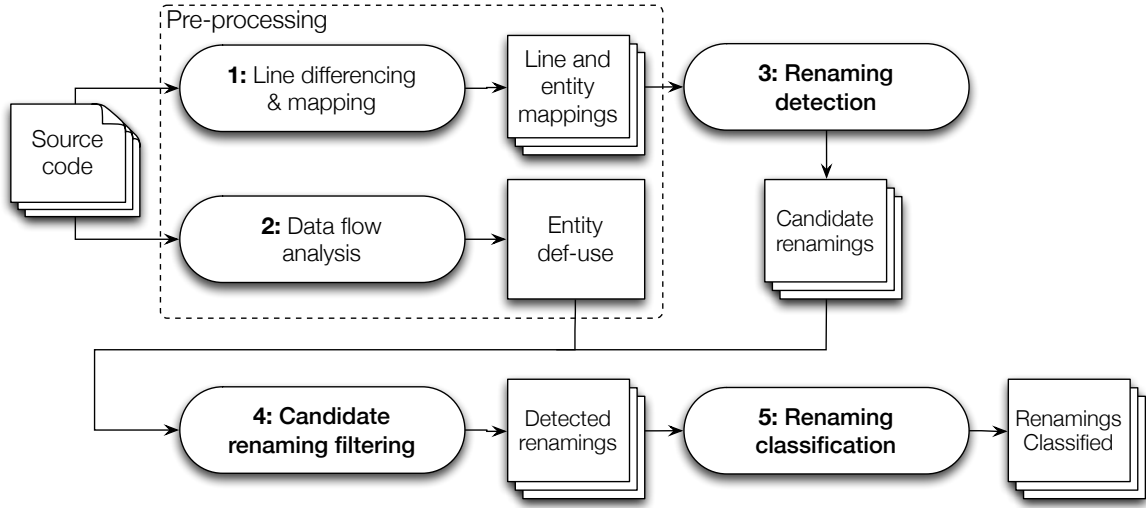 Pre-processing
Source
code
1: Line differencing
& mapping
Line and
entity
mappings
3: Renaming
detection
2: Data flow
analysis
Entity
def-use
Candidate
renamings
4: Candidate
renaming filtering
Detected
renamings
5: Renaming
classification
Renamings
Classified